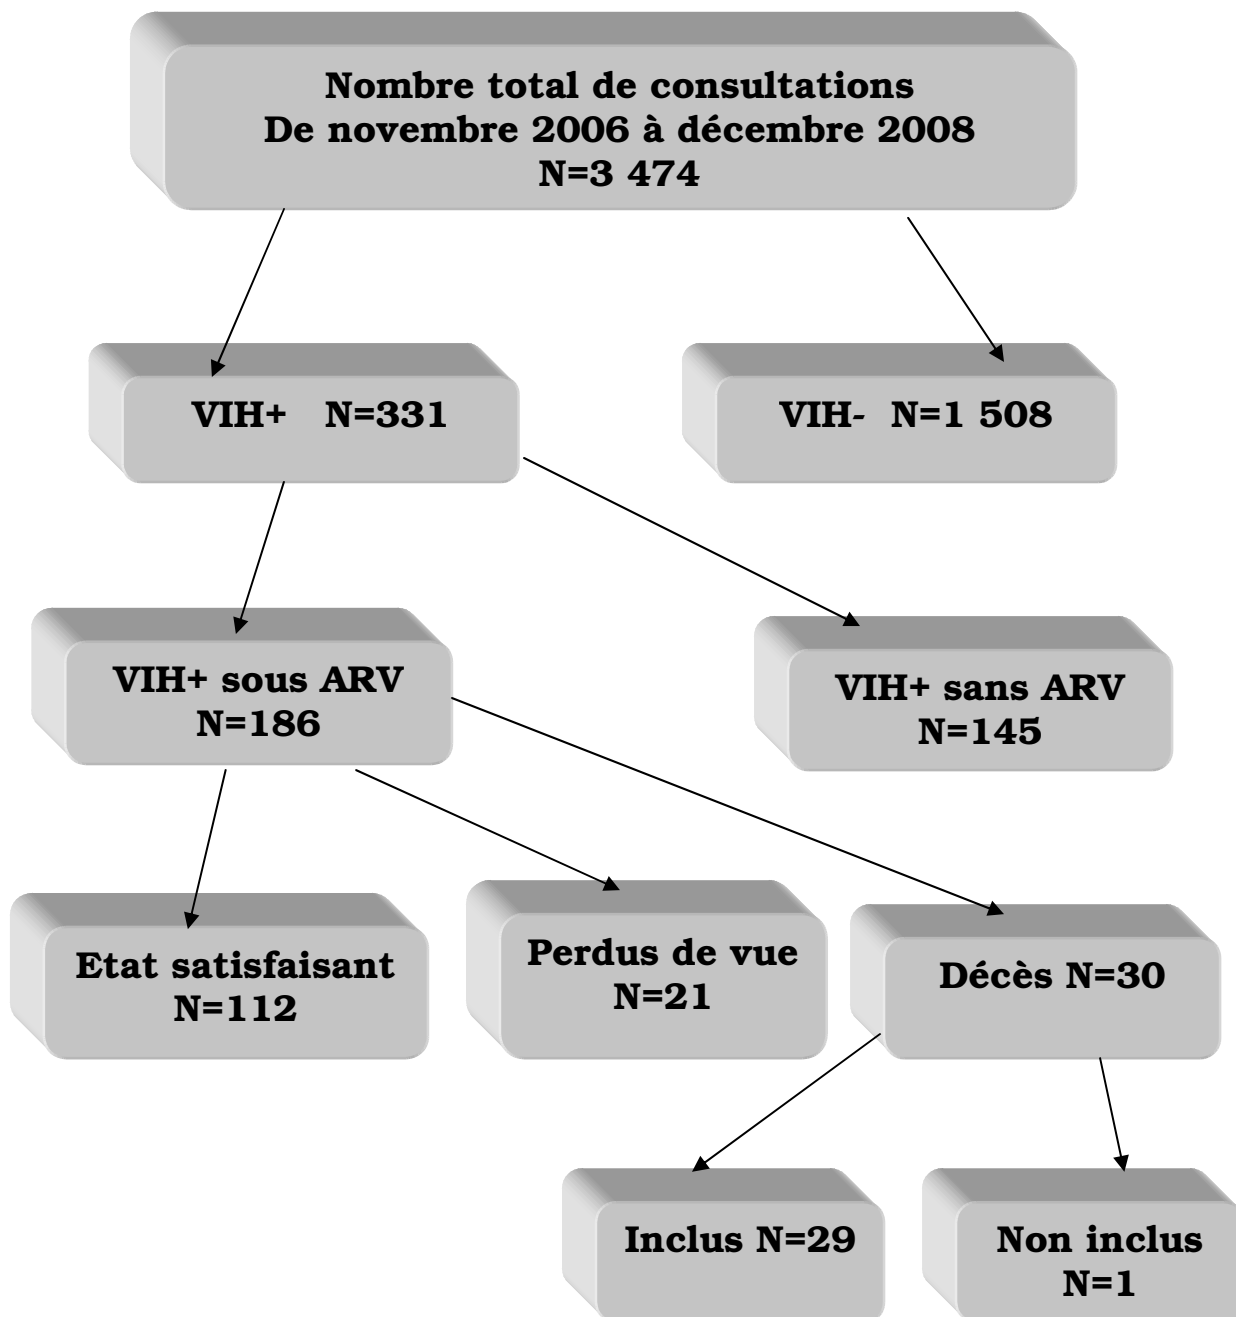 Nombre total de consultations
De novembre 2006 à décembre 2008
N=3 474
VIH+ N=331
VIH- N=1 508
VIH+ sous ARV
N=186
VIH+ sans ARV
N=145
Etat satisfaisant
N=112
Perdus de vue
N=21
Décès N=30
Inclus N=29
Non inclus
N=1